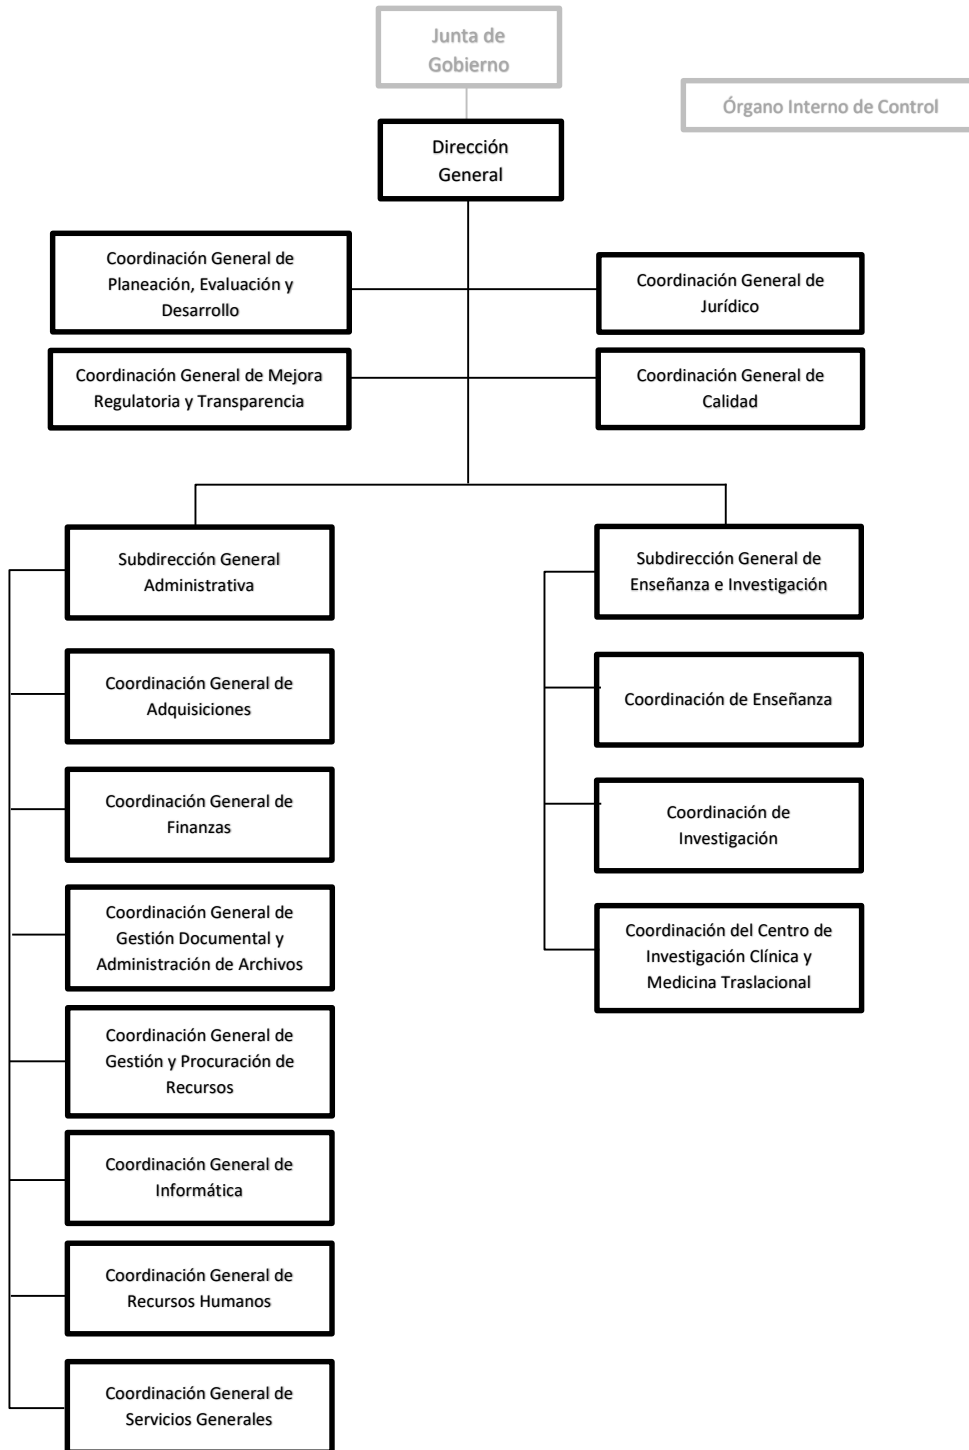 Junta de
Gobierno
Órgano Interno de Control
Dirección
General
Coordinación General de
Planeación, Evaluación y
Desarrollo
Coordinación General de
Jurídico
Coordinación General de Mejora
Regulatoria y Transparencia
Coordinación General de
Calidad
Subdirección General
Administrativa
Coordinación General de
Adquisiciones
Coordinación General de
Finanzas
Coordinación General de
Gestión Documental y
Administración de Archivos
Coordinación General de
Gestión y Procuración de
Recursos
Coordinación General de
Informática
Coordinación General de
Recursos Humanos
Coordinación General de
Servicios Generales
Subdirección General de
Enseñanza e Investigación
Coordinación de Enseñanza
Coordinación de
Investigación
Coordinación del Centro de
Investigación Clínica y
Medicina Traslacional